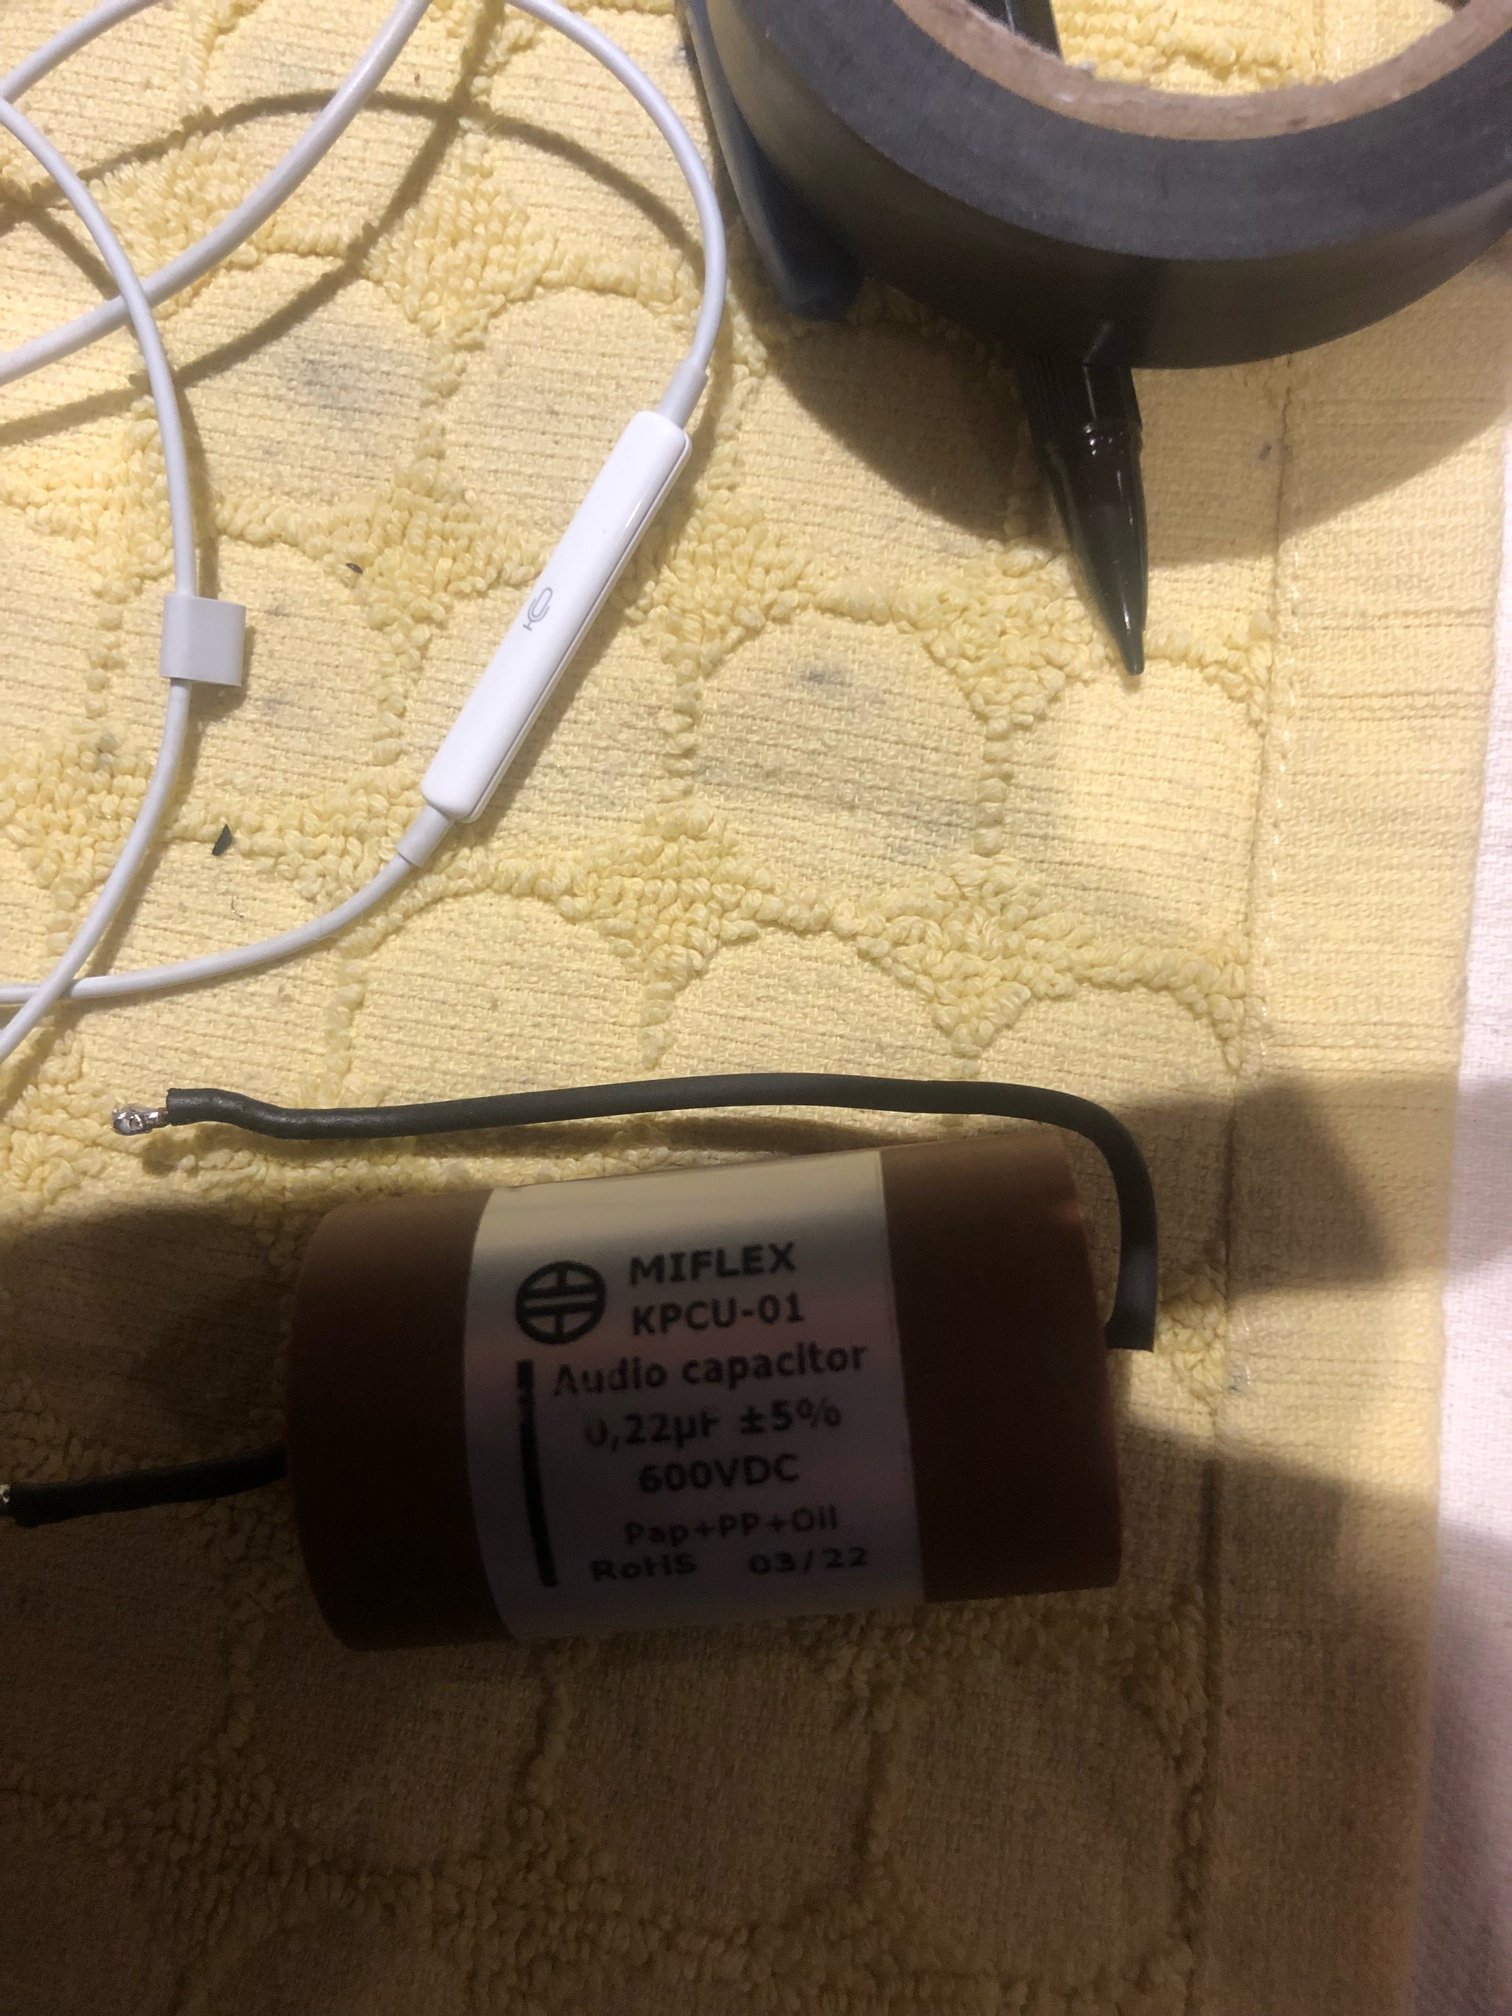 MIFLEX
KPCU-01
Audio capacitor
0,22µF ±5%
600VDC
Pap+PP+Oil
RoHS 03/22